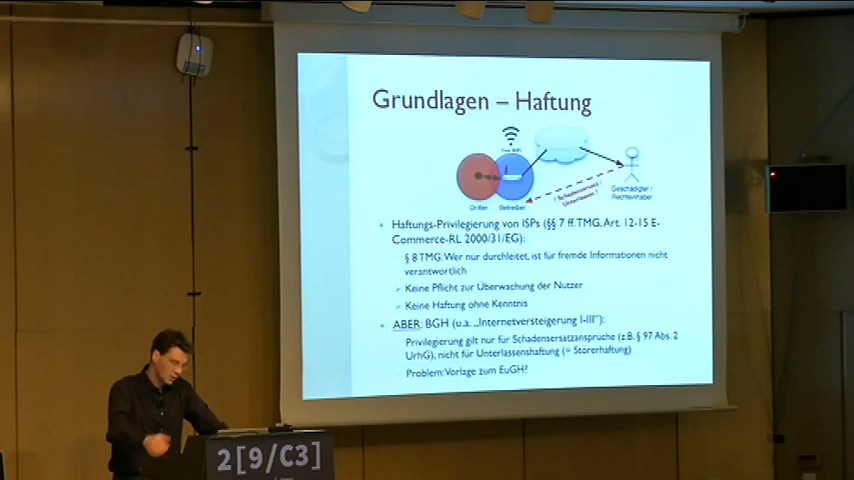 Grundlagen – Haftung
Free WiFi
Dritter
Betreiber
! Schadensersatz /
Unterlassen !
Geschädigter /
Rechteinhaber
• Haftungs-Privilegierung von ISPs (§§ 7 ff. TMG, Art. 12-15 E-
Commerce-RL 2000/31/EG):
§ 8 TMG: Wer nur durchleitet, ist für fremde Informationen nicht
verantwortlich
Keine Pflicht zur Überwachung der Nutzer
Keine Haftung ohne Kenntnis
• ABER: BGH (u.a. „Internetversteigerung I-III“):
Privilegierung gilt nur für Schadensersatzansprüche (z.B. § 97 Abs. 2
UrhG), nicht für Unterlassenshaftung (= Störerhaftung)
Problem: Vorlage zum EuGH?
2[9/C3]